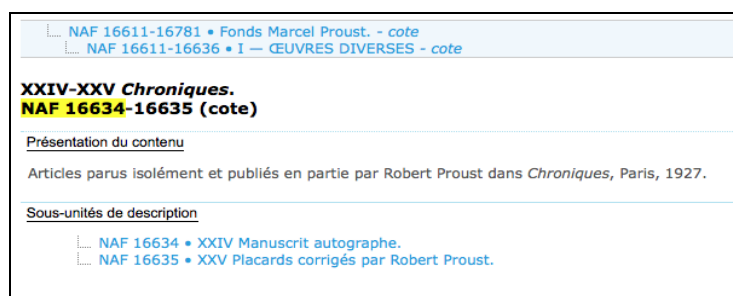 NAF 16611-16781 • Fonds Marcel Proust. - cote
NAF 16611-16636 • I — ŒUVRES DIVERSES - cote
XXIV-XXV Chroniques.
NAF 16634-16635 (cote)
Présentation du contenu
Articles parus isolément et publiés en partie par Robert Proust dans Chroniques, Paris, 1927.
Sous-unités de description
NAF 16634 • XXIV Manuscrit autographe.
NAF 16635 • XXV Placards corrigés par Robert Proust.